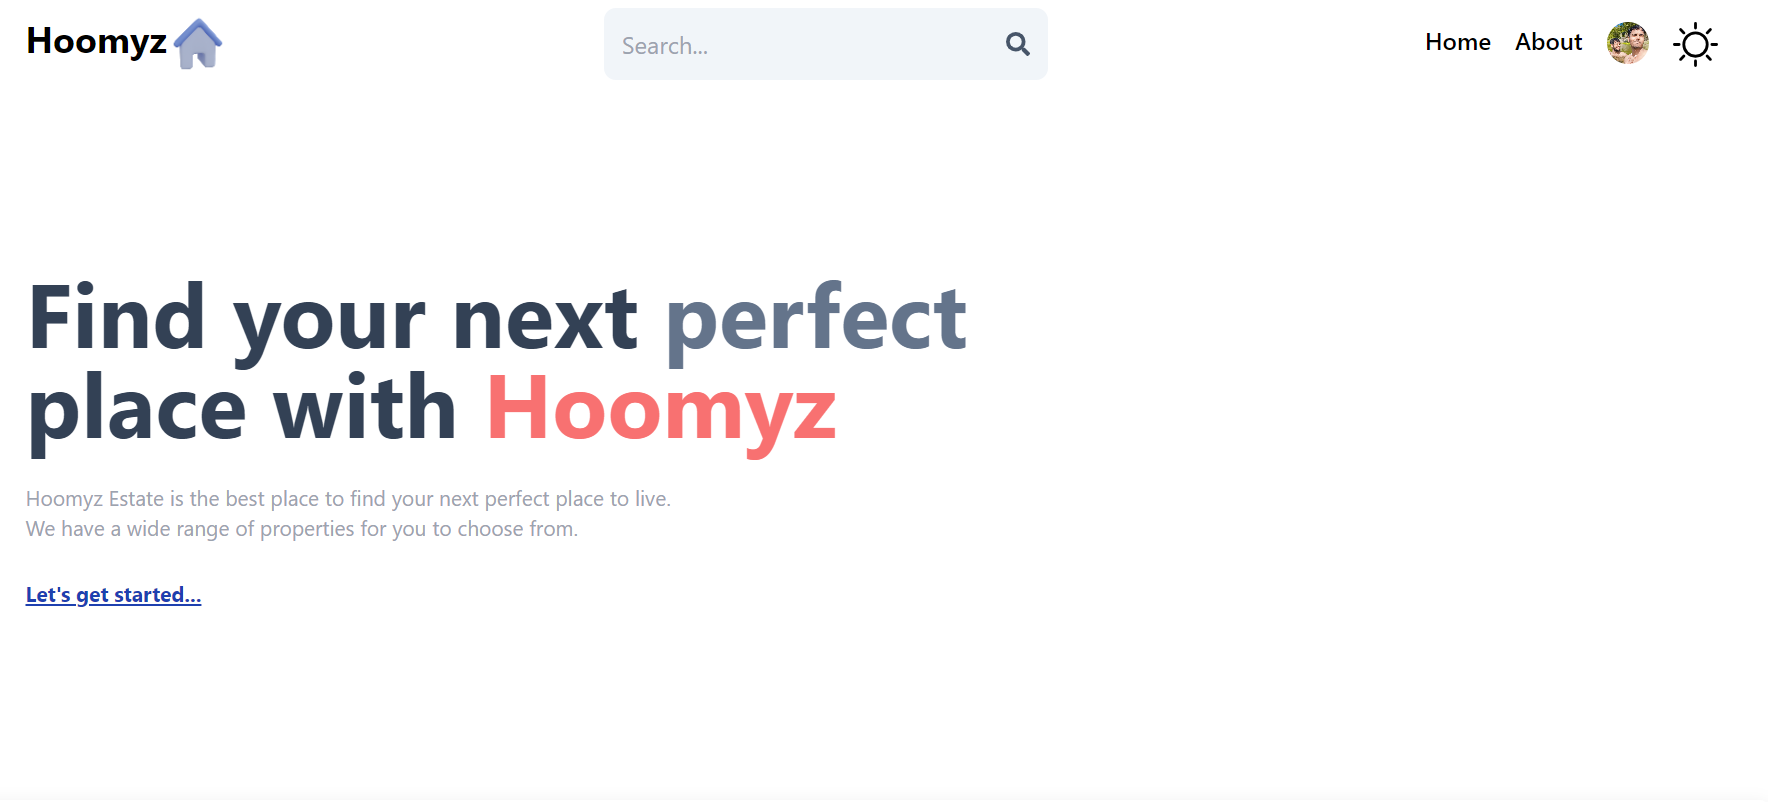 Hoomyz
Search...
Home
About
Find your next perfect
place with Hoomyz
Hoomyz Estate is the best place to find your next perfect place to live.
We have a wide range of properties for you to choose from.
Let's get started...